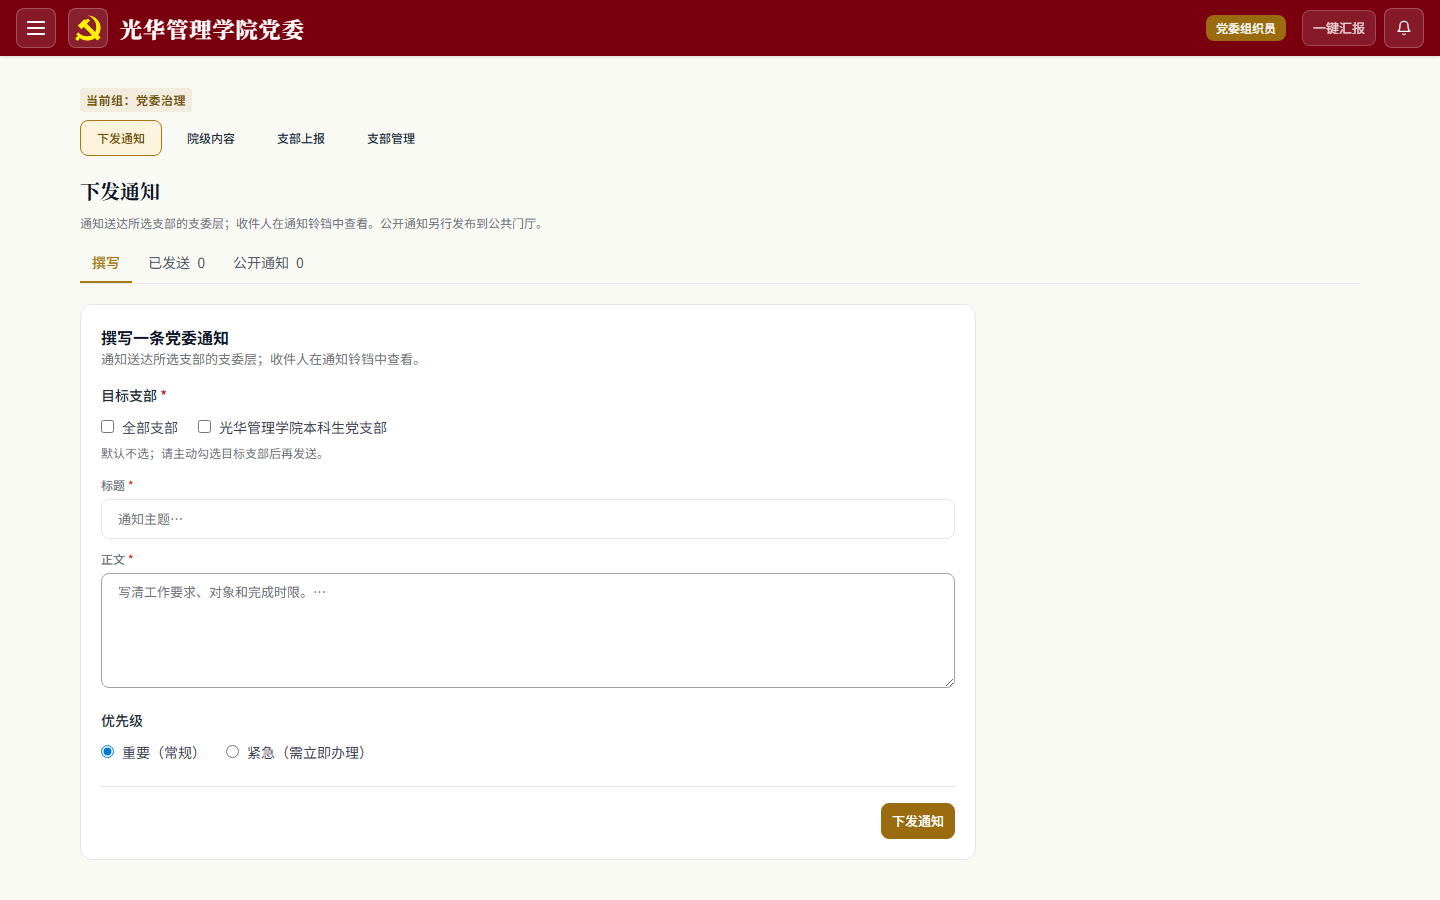 光华管理学院党委
党委组织员
一键汇报
当前组：党委治理
下发通知 院级内容 支部上报 支部管理
下发通知
通知送达所选支部的支委层；收件人在通知铃铛中查看。公开通知另行发布到公共门厅。
撰写 已发送 0 公开通知 0
撰写一条党委通知
通知送达所选支部的支委层；收件人在通知铃铛中查看。
目标支部 *
全部支部 光华管理学院本科生党支部
默认不选；请主动勾选目标支部后再发送。
标题 *
通知主题…
正文 *
写清工作要求、对象和完成时限。…
优先级
重要（常规） 紧急（需立即办理）
下发通知